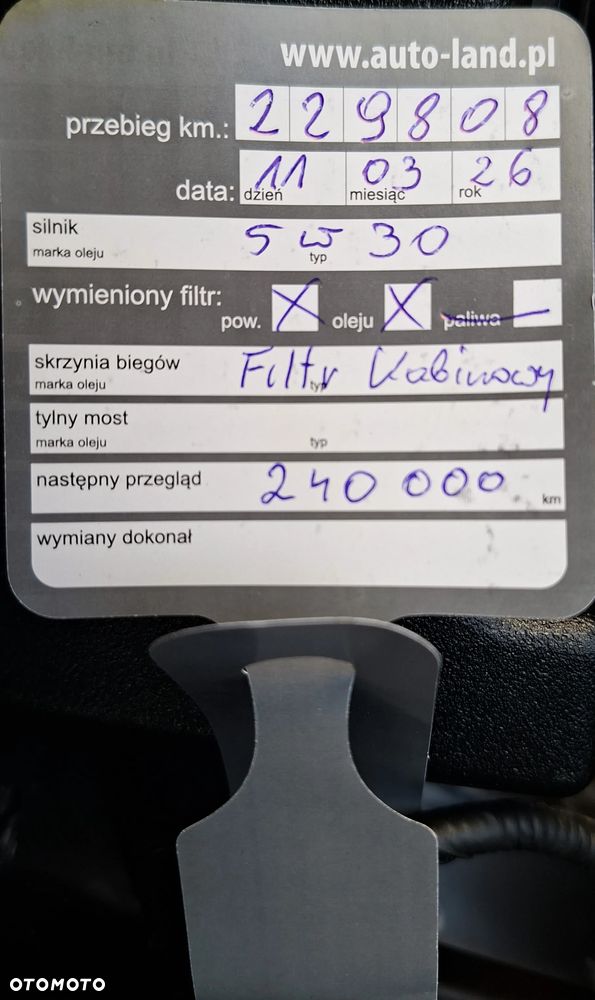 www.auto-land.pl
przebieg km.: 229808
data: 11 03 26
dzień miesiąc rok
silnik 5 w 30
marka oleju typ
wymieniony filtr:
pow. X oleju X paliwa
skrzynia biegów Filtr Kabinowy
marka oleju typ
tylny most
marka oleju typ
następny przegląd 240 000 km
wymiany dokonał
OTOMOTO